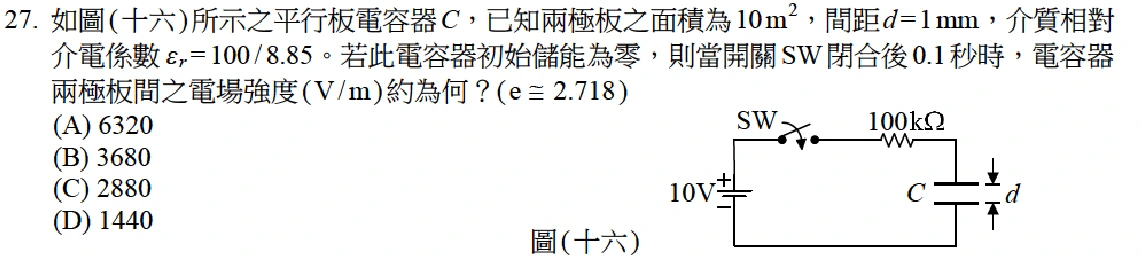 27. 如圖(十六)所示之平行板電容器C，已知兩極板之面積為10 m²，間距d=1 mm，介質相對
介電係數 εr= 100 / 8.85。若此電容器初始儲能為零，則當開關SW閉合後0.1秒時，電容器
兩極板間之電場強度(V/m)約為何？(e ≅ 2.718)
(A) 6320
(B) 3680
(C) 2880
(D) 1440
SW
100kΩ
10V
+
−
C
d
圖(十六)